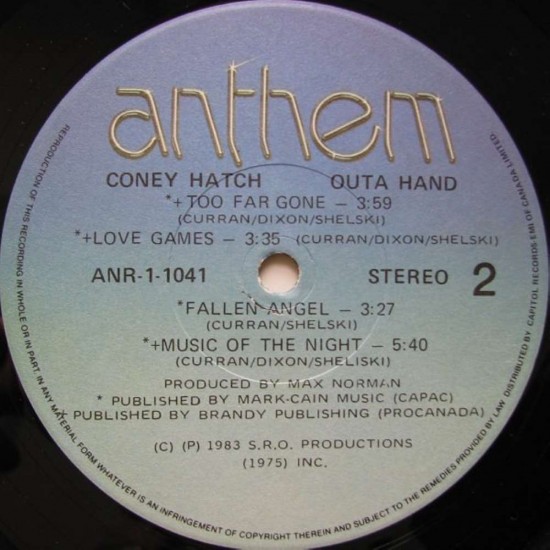 anthem
CONEY HATCH OUTA HAND
*+TOO FAR GONE – 3:59
(CURRAN/DIXON/SHELSKI)
*+LOVE GAMES – 3:35 (CURRAN/DIXON/SHELSKI)
ANR-1-1041 STEREO 2
*FALLEN ANGEL – 3:27
(CURRAN/SHELSKI)
*+MUSIC OF THE NIGHT – 5:40
(CURRAN/DIXON/SHELISKI)
PRODUCED BY MAX NORMAN
* PUBLISHED BY MARK-CAIN MUSIC (CAPAC)
+ PUBLISHED BY BRANDY PUBLISHING (PROCANADA)
(C) (P) 1983 S.R.O. PRODUCTIONS
(1975) INC.
REPRODUCTION OF THIS RECORDING IN WHOLE OR IN PART, IN ANY MATERIAL FORM WHATEVER IS AN INFRINGEMENT OF COPYRIGHT THEREIN AND SUBJECT TO THE REMEDIES PROVIDED BY LAW DISTRIBUTED BY CAPITOL RECORDS EMI OF CANADA LIMITED